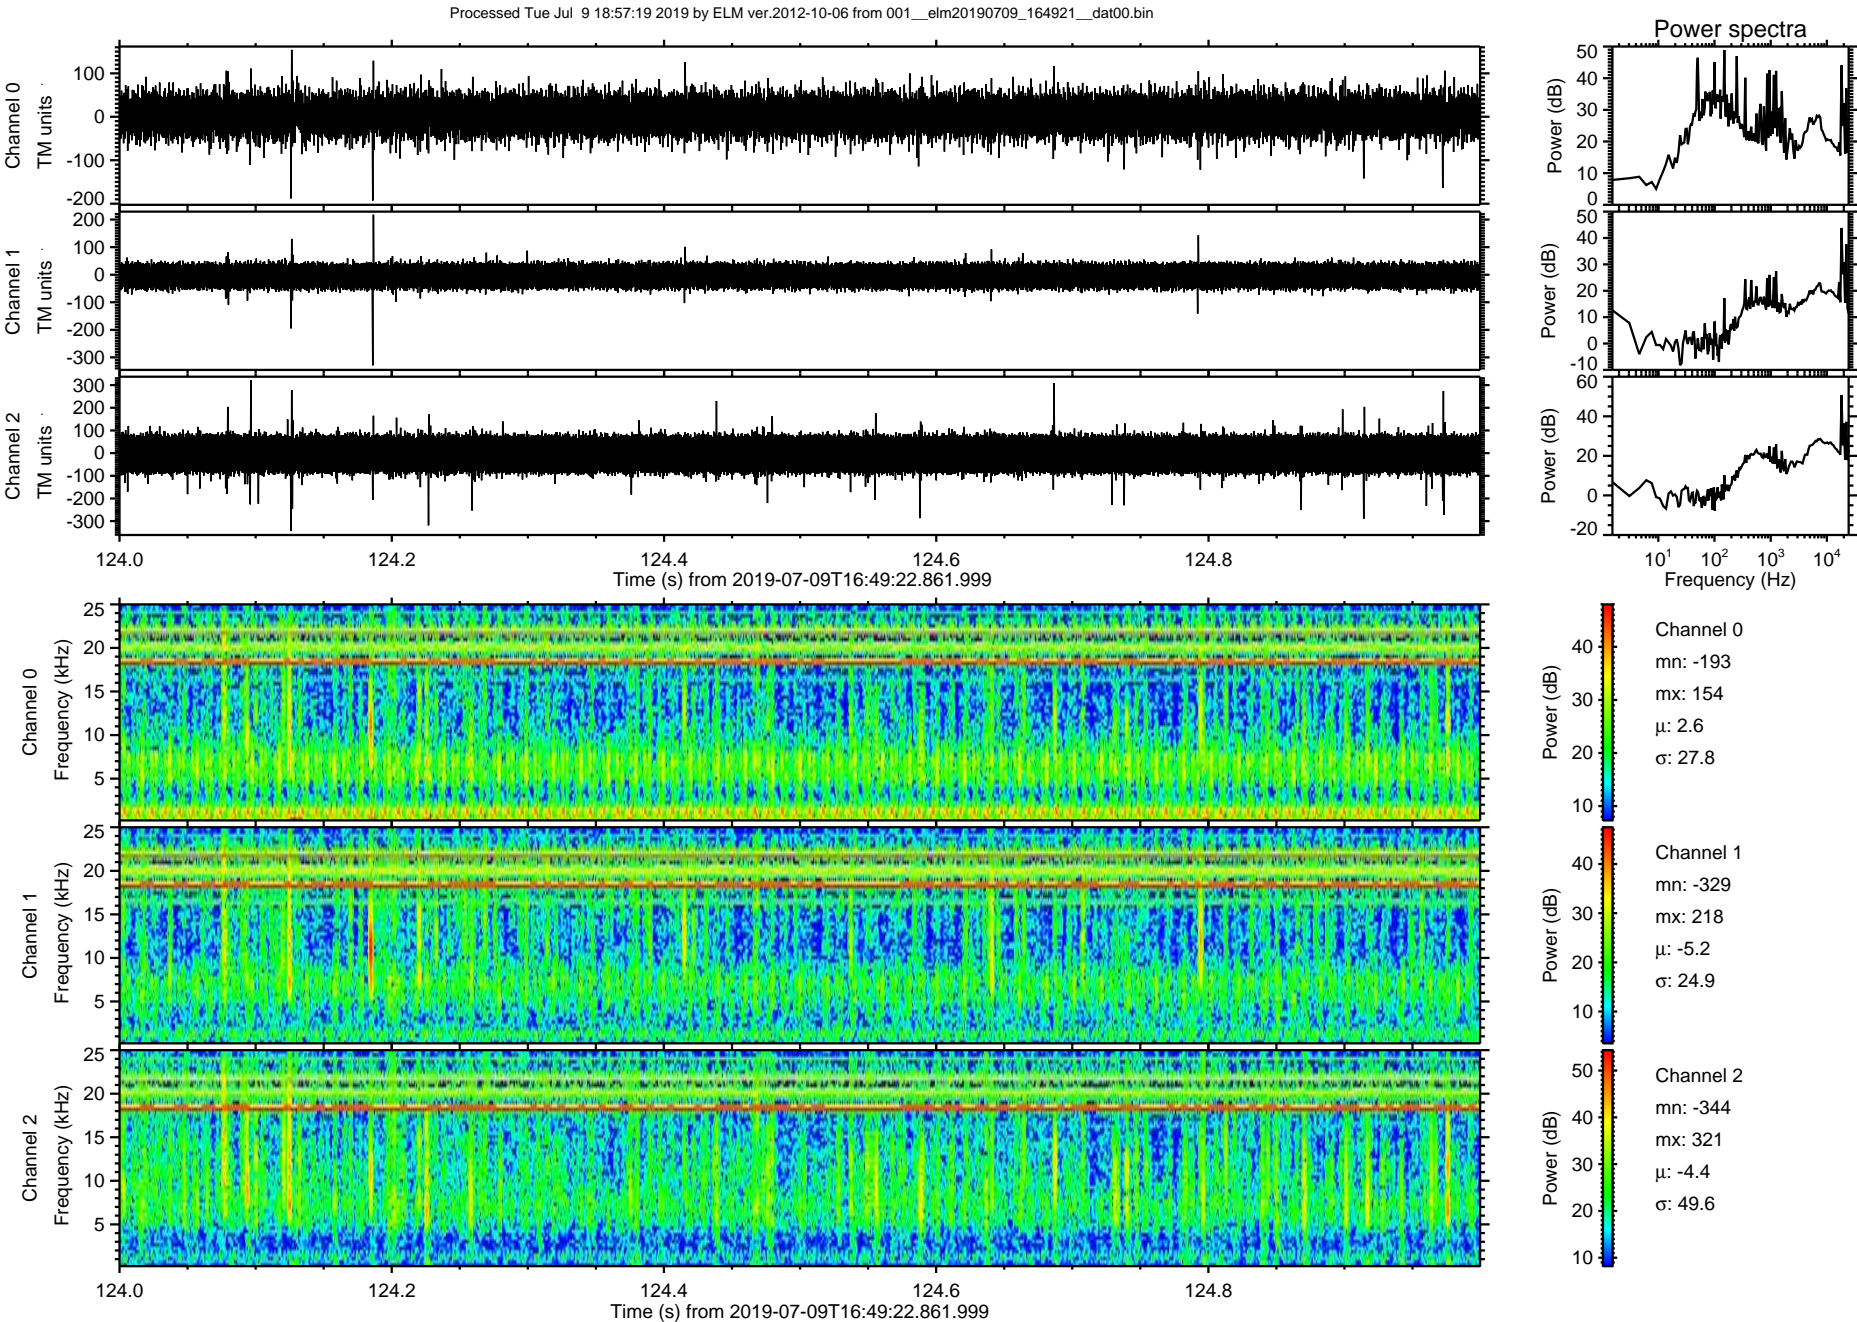 Processed Tue Jul  9 18:57:19 2019 by ELM ver.2012-10-06 from 001__elm20190709_164921__dat00.bin
Power spectra
Channel 0
TM units
100
0
-100
-200
Power (dB)
50
40
30
20
10
0
Channel 1
TM units
200
100
0
-100
-200
-300
Power (dB)
50
40
30
20
10
0
-10
Channel 2
TM units
300
200
100
0
-100
-200
-300
Power (dB)
60
40
20
0
-20
124.0 124.2 124.4 124.6 124.8
Time (s) from 2019-07-09T16:49:22.861.999
10¹ 10² 10³ 10⁴
Frequency (Hz)
Channel 0
Frequency (kHz)
25
20
15
10
5
Power (dB)
40
30
20
10
Channel 0
mn: -193
mx: 154
μ: 2.6
σ: 27.8
Channel 1
Frequency (kHz)
25
20
15
10
5
Power (dB)
40
30
20
10
Channel 1
mn: -329
mx: 218
μ: -5.2
σ: 24.9
Channel 2
Frequency (kHz)
25
20
15
10
5
Power (dB)
50
40
30
20
10
Channel 2
mn: -344
mx: 321
μ: -4.4
σ: 49.6
124.0 124.2 124.4 124.6 124.8
Time (s) from 2019-07-09T16:49:22.861.999